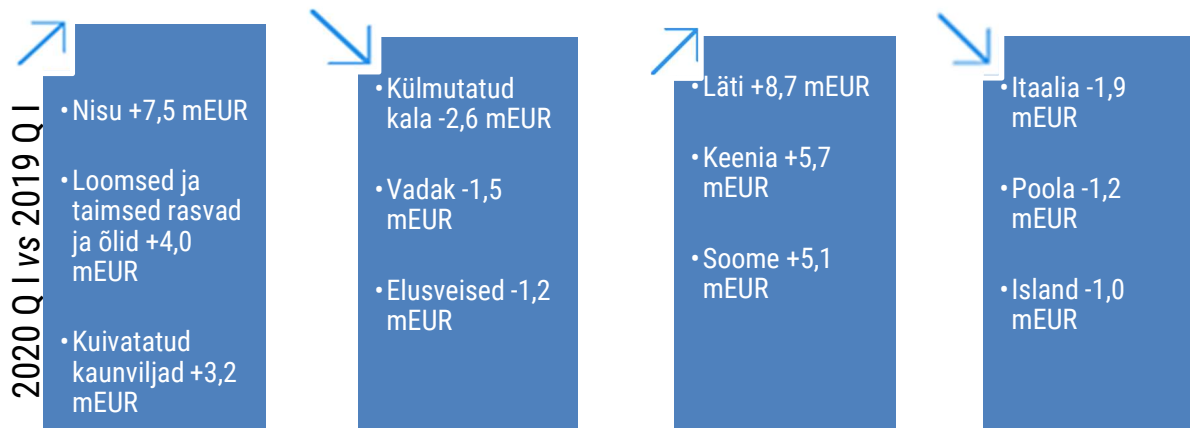 2020 Q I vs 2019 Q I
•Nisu +7,5 mEUR
•Loomsed ja
taimsed rasvad
ja õlid +4,0
mEUR
•Kuivatatud
kaunviljad +3,2
mEUR
•Külmutatud
kala -2,6 mEUR
•Vadak -1,5
mEUR
•Elusveised -1,2
mEUR
•Läti +8,7 mEUR
•Keenia +5,7
mEUR
•Soome +5,1
mEUR
•Itaalia -1,9
mEUR
•Poola -1,2
mEUR
•Island -1,0
mEUR